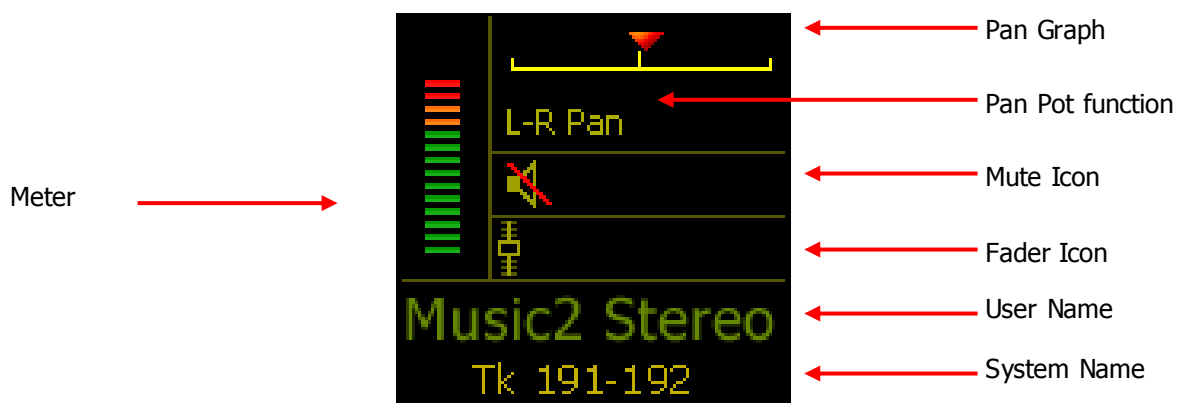 Pan Graph
Pan Pot function
L-R Pan
Mute Icon
Meter
Fader Icon
Music2 Stereo
User Name
Tk 191-192
System Name